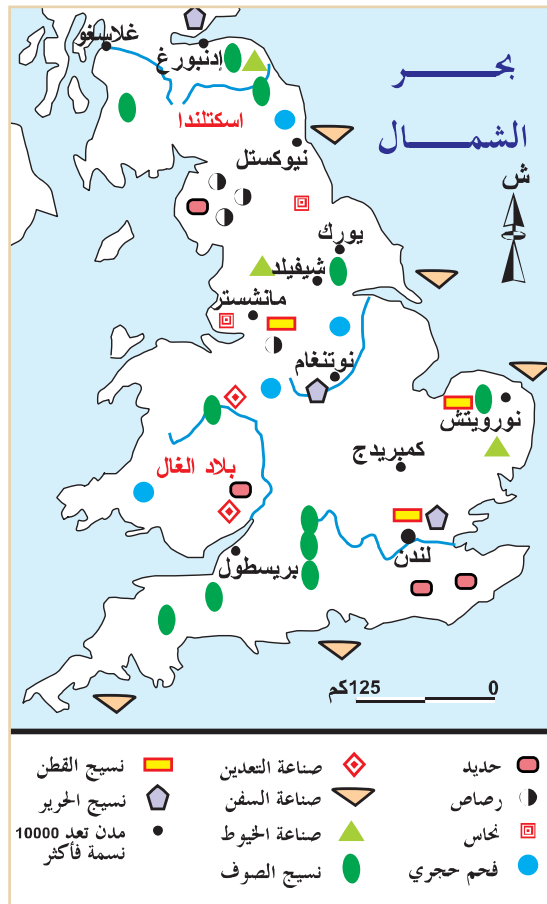 غلاسغو
إدنبورغ
بحر
الشمال
اسكتلندا
نيوكستل
ش
يورك
شيفيلد
مانشستر
نوتنغام
نورويتش
كمبريدج
بلاد الغال
لندن
بريسطول
125كم
0
حديد
رصاص
نحاس
فحم حجري
صناعة التعدين
صناعة السفن
صناعة الخيوط
نسيج الصوف
نسيج القطن
نسيج الحرير
مدن تعد 10000
نسمة فأكثر